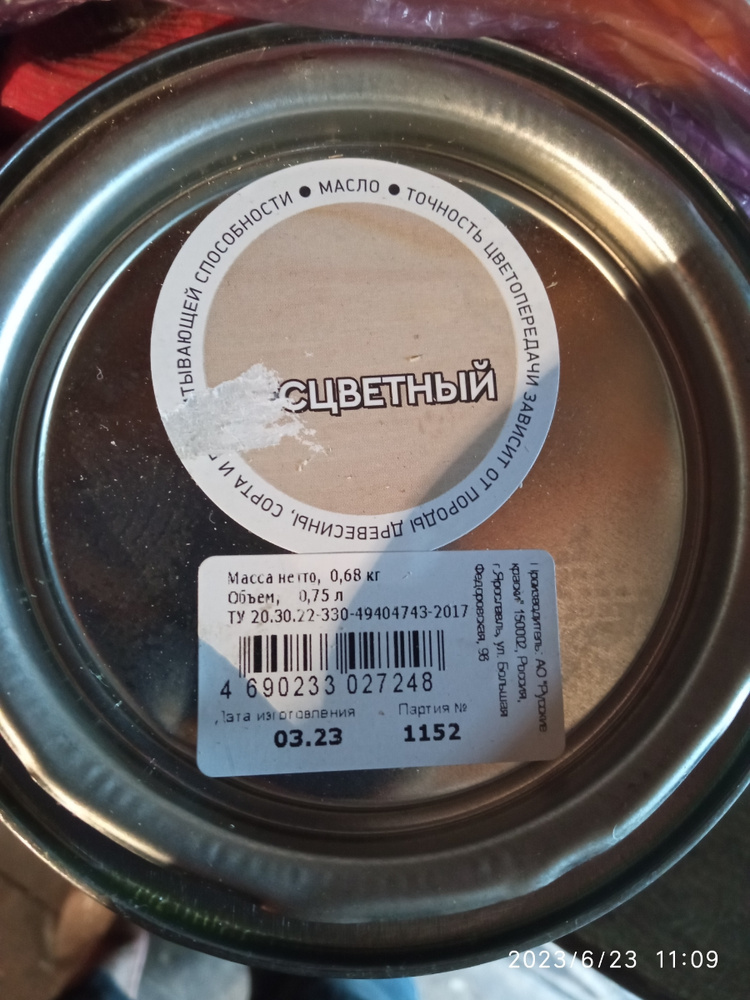 ТЫВАЮЩЕЙ СПОСОБНОСТИ ● МАСЛО ● ТОЧНОСТЬ ЦВЕТОПЕРЕДАЧИ ЗАВИСИТ ОТ ПОРОДЫ ДРЕВЕСИНЫ, СОРТА И
СЦВЕТНЫЙ
Масса нетто, 0,68 кг
Объем, 0,75 л
ТУ 20.30.22-330-49404743-2017
4 690233 027248
Дата изготовления Партия №
03.23 1152
Производитель: АО "Русские
краски" 150002, Россия,
г.Ярославль, ул. Большая
Федоровская, 96
2023/6/23 11:09